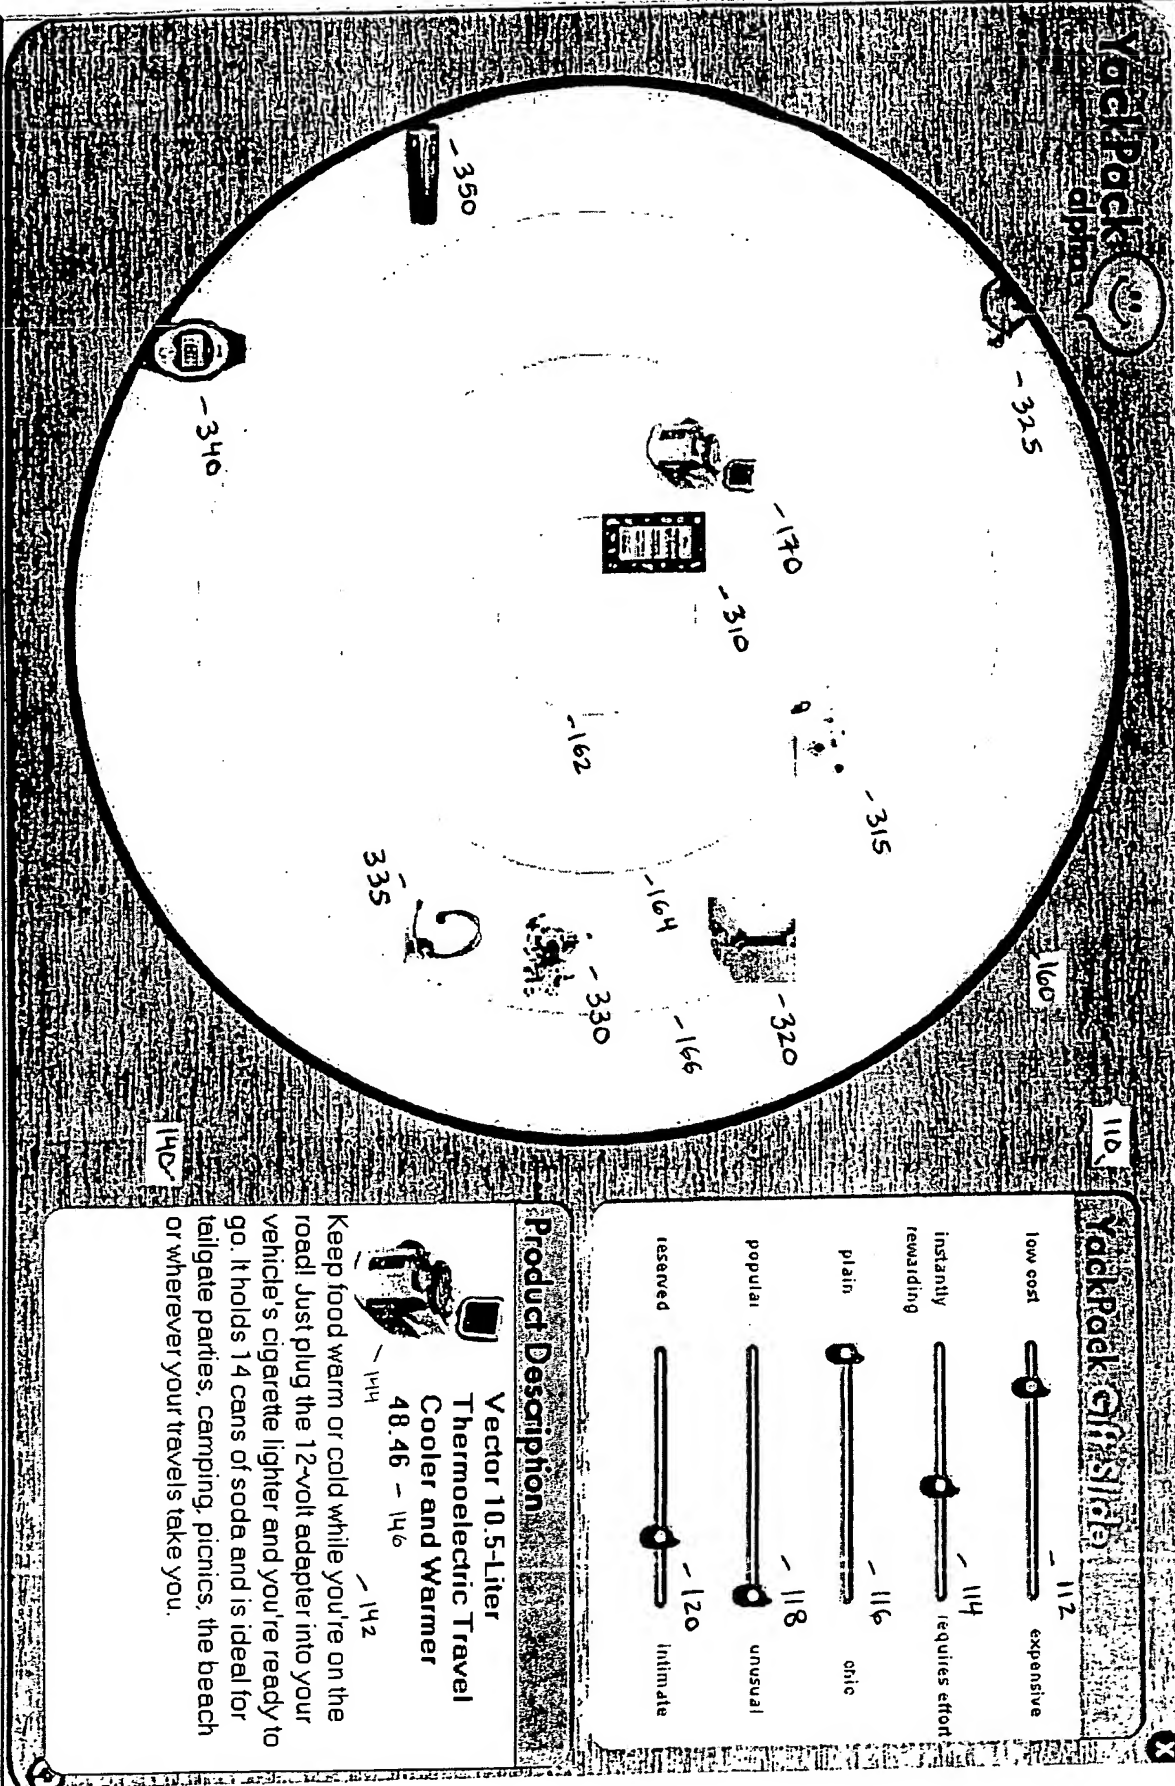 YackPack
alpha
-325
-350
-340
-170
-310
-315
-162
-164
-320
-166
-330
335
160
110
140
YackPack Gift Slide
X
low cost
expensive
-112
instantly
rewarding
requires effort
-114
plain
chic
-116
popular
unusual
-118
reserved
intimate
-120
Product Description
Vector 10.5-Liter
Thermoelectric Travel
Cooler and Warmer
48.46 -146
-144
-142
Keep food warm or cold while you're on the
road! Just plug the 12-volt adapter into your
vehicle's cigarette lighter and you're ready to
go. It holds 14 cans of soda and is ideal for
tailgate parties, camping, picnics, the beach
or wherever your travels take you.